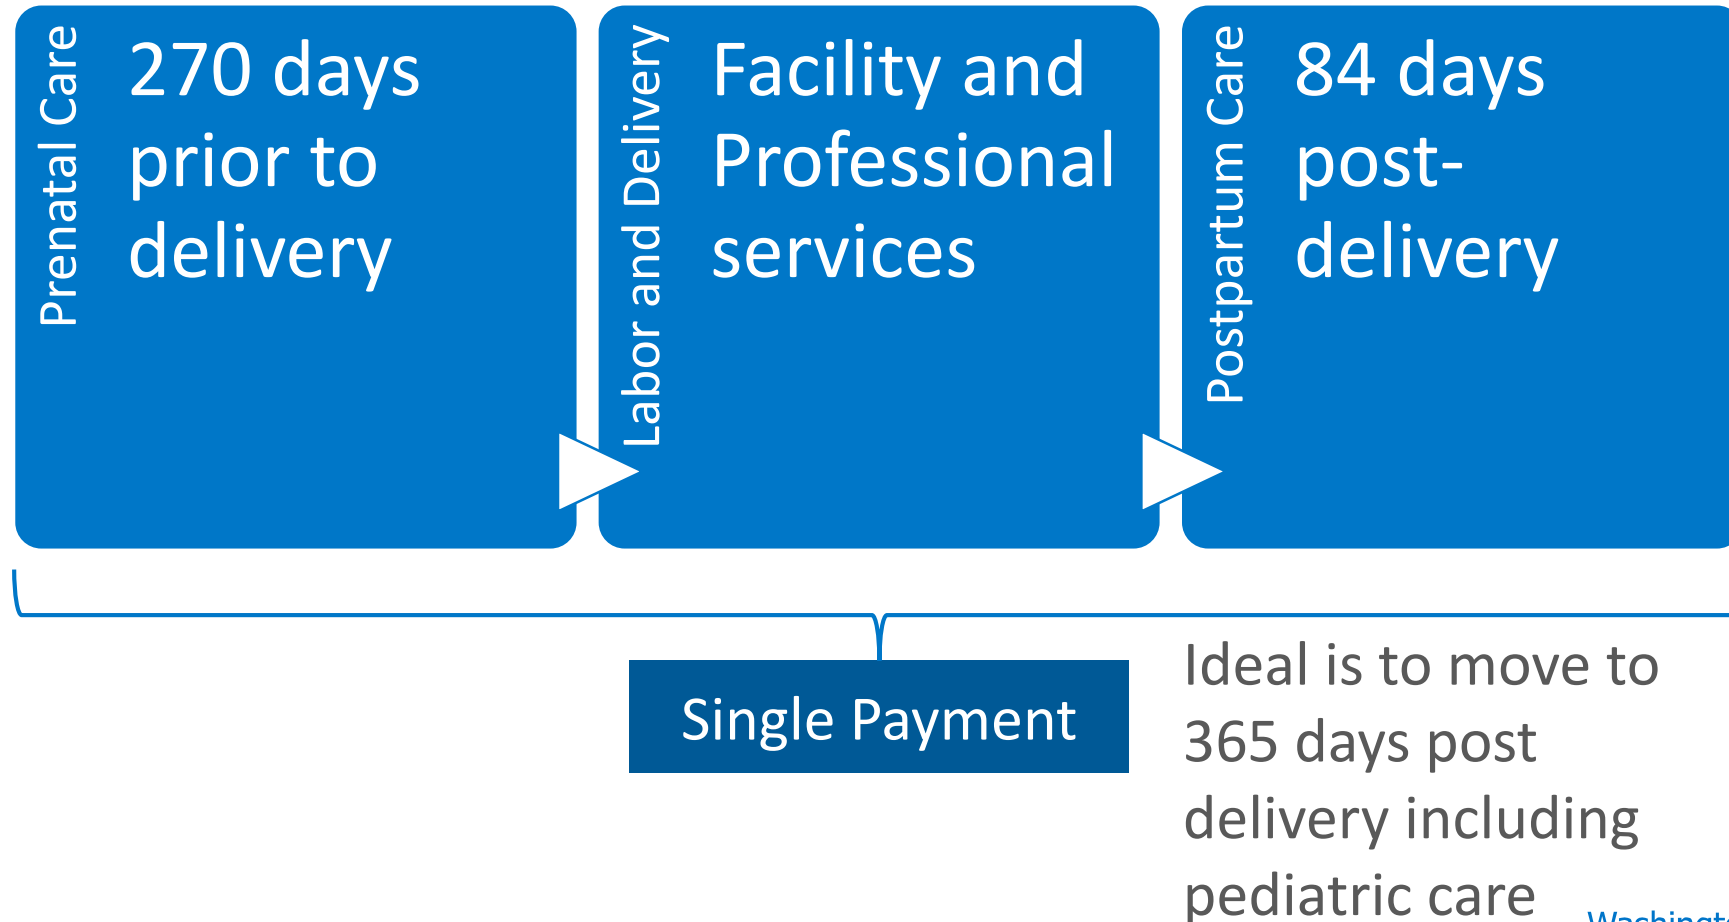 Prenatal Care
270 days
prior to
delivery
Labor and Delivery
Facility and
Professional
services
Postpartum Care
84 days
post-
delivery
Single Payment
Ideal is to move to
365 days post
delivery including
pediatric care